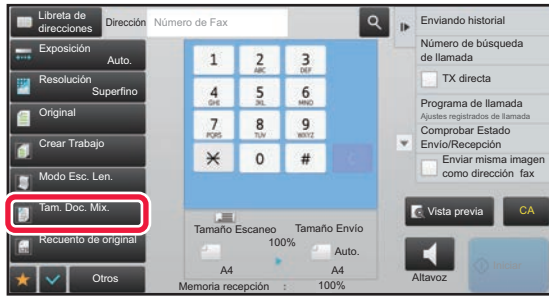 Libreta de
direcciones
Dirección
Número de Fax
Exposición
Auto.
Resolución
Superfino
Original
Crear Trabajo
Modo Esc. Len.
Tam. Doc. Mix.
Recuento de original
Otros
1
2
ABC
3
DEF
4
GHI
5
JKL
6
MNO
7
PQRS
8
TUV
9
WXYZ
0
#
C
Tamaño Escaneo
Tamaño Envío
100%
Auto.
A4
A4
Memoria recepción : 100%
Enviando historial
Número de búsqueda
de llamada
TX directa
Programa de llamada
Ajustes registrados de llamada
Comprobar Estado
Envío/Recepción
Enviar misma imagen
como dirección fax
Vista previa
CA
Altavoz
Iniciar